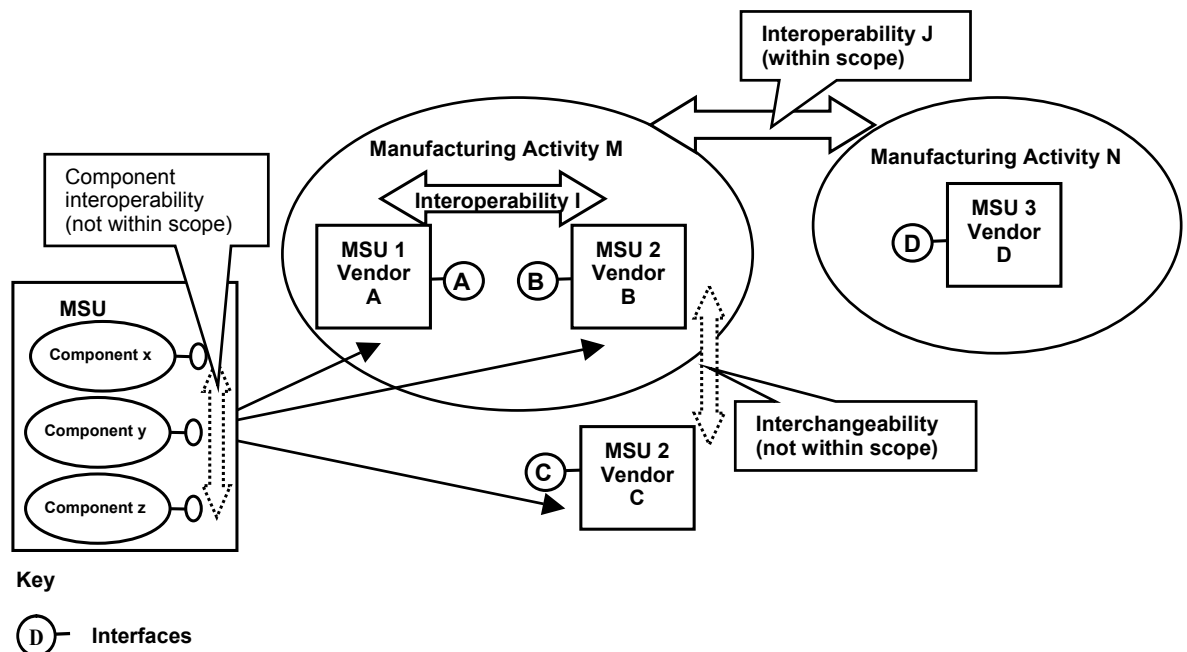 Interoperability J
(within scope)
Manufacturing Activity M
Manufacturing Activity N
Component
interoperability
(not within scope)
Interoperability I
MSU 1
Vendor
A
A
B
MSU 2
Vendor
B
D
MSU 3
Vendor
D
MSU
Component x
Component y
Component z
Interchangeability
(not within scope)
C
MSU 2
Vendor
C
Key
D
Interfaces